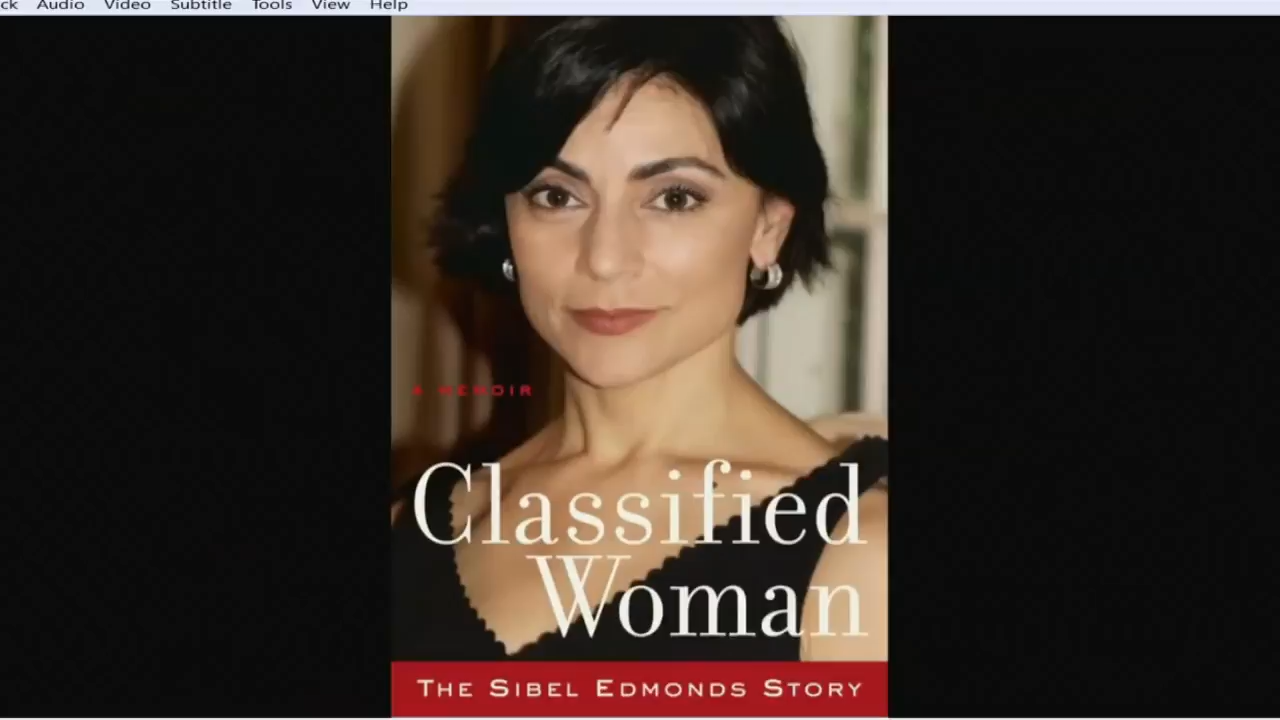 ck Audio Video Subtitle Tools View Help
A MEMOIR
Classified
Woman
THE SIBEL EDMONDS STORY